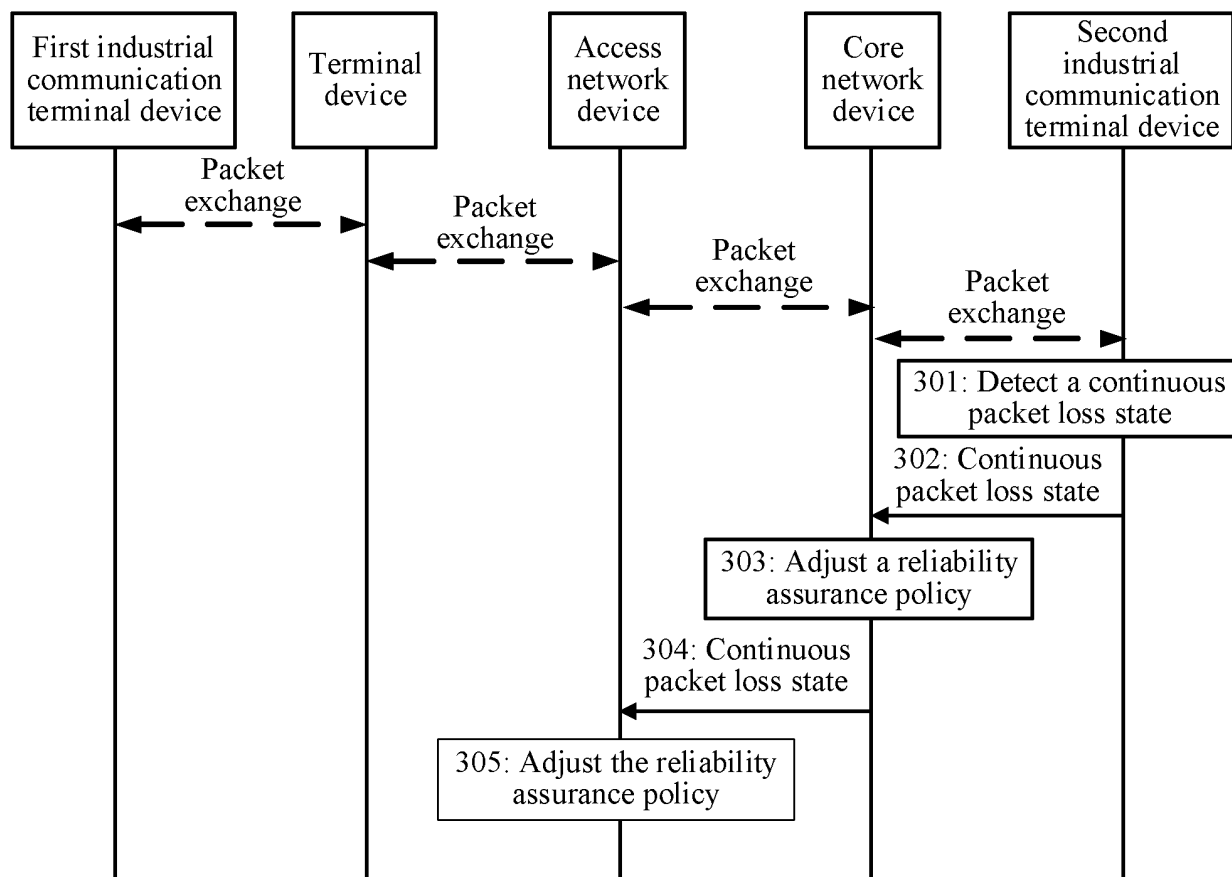 First industrial
communication
terminal device
Terminal
device
Access
network
device
Core
network
device
Second
industrial
communication
terminal device
Packet
exchange
Packet
exchange
Packet
exchange
Packet
exchange
301: Detect a continuous
packet loss state
302: Continuous
packet loss state
303: Adjust a reliability
assurance policy
304: Continuous
packet loss state
305: Adjust the reliability
assurance policy